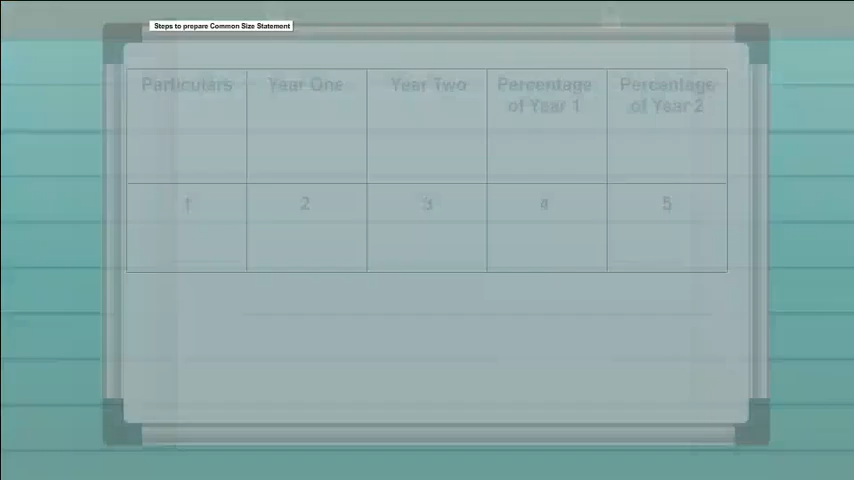 Steps to prepare Common Size Statement
Particulars Year One Year Two Percentage of Year 1 Percentage of Year 2
1 2 3 4 5